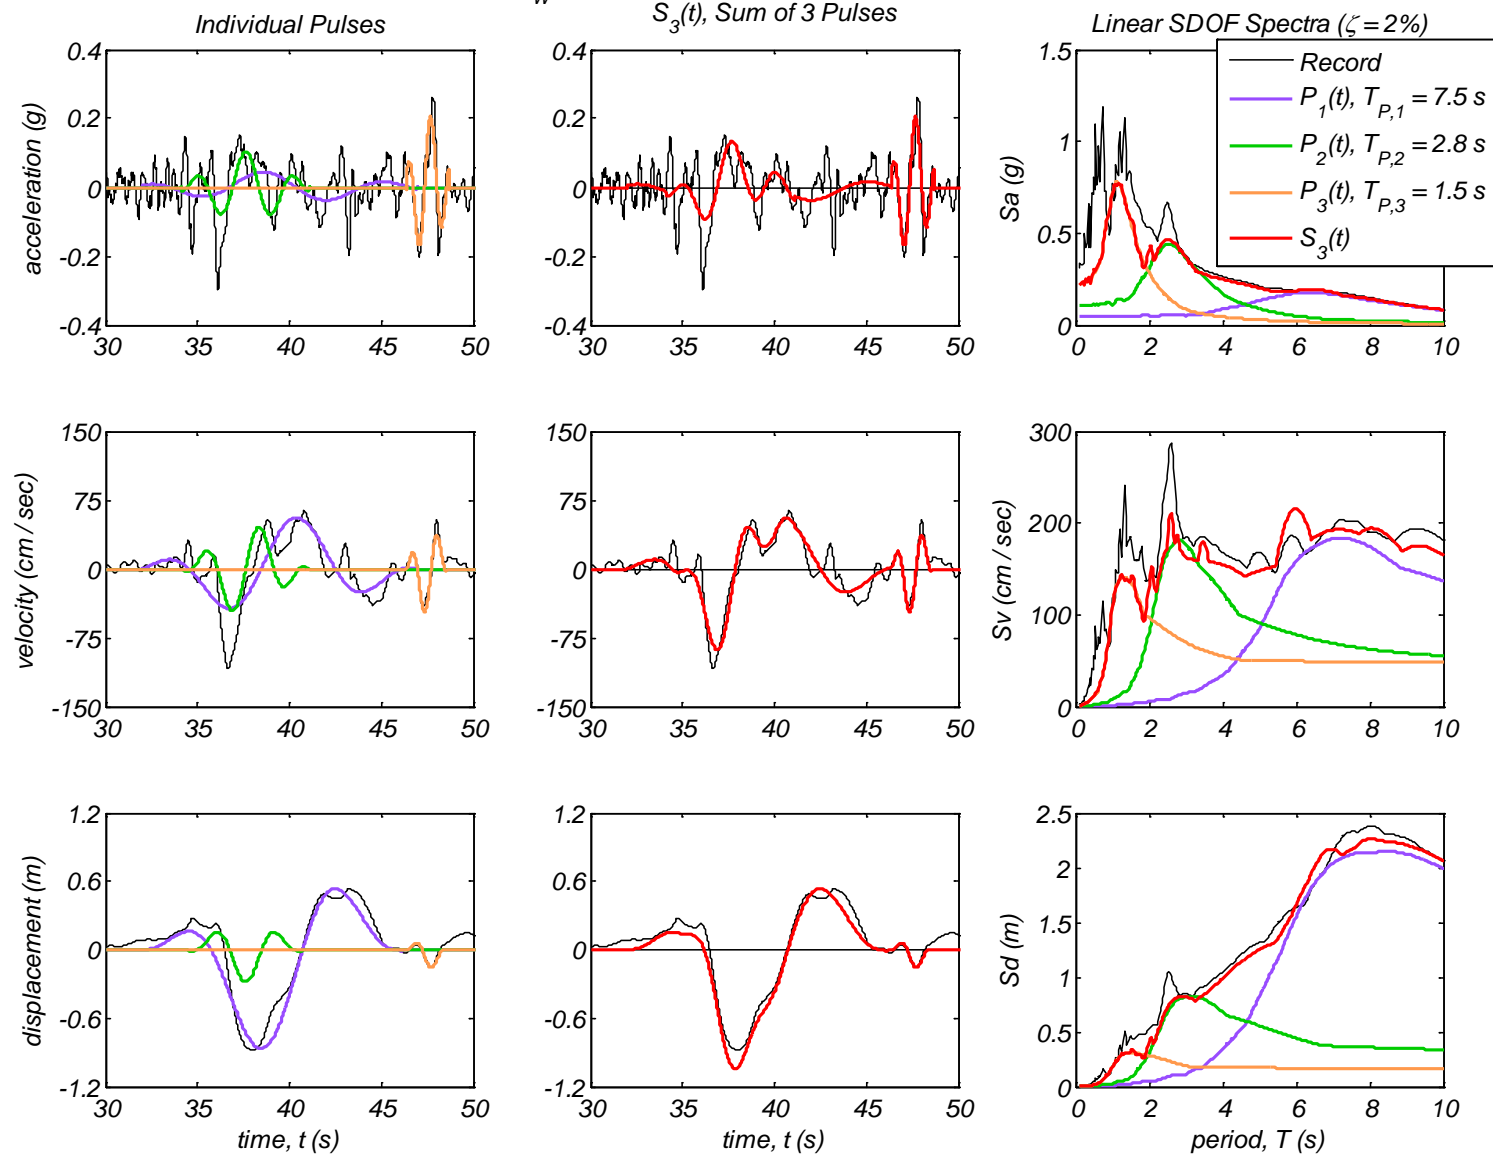 w
Individual Pulses
S3(t), Sum of 3 Pulses
Linear SDOF Spectra (ζ = 2%)
Record
P1(t), TP,1 = 7.5 s
P2(t), TP,2 = 2.8 s
P3(t), TP,3 = 1.5 s
S3(t)
acceleration (g)
0.4
0.2
0
-0.2
-0.4
30 35 40 45 50
0.4
0.2
0
-0.2
-0.4
30 35 40 45 50
Sa (g)
1.5
1
0.5
0
0 2 4 6 8 10
velocity (cm / sec)
150
75
0
-75
-150
30 35 40 45 50
150
75
0
-75
-150
30 35 40 45 50
Sv (cm / sec)
300
200
100
0
0 2 4 6 8 10
displacement (m)
1.2
0.6
0
-0.6
-1.2
30 35 40 45 50
time, t (s)
1.2
0.6
0
-0.6
-1.2
30 35 40 45 50
time, t (s)
Sd (m)
2.5
2
1.5
1
0.5
0
0 2 4 6 8 10
period, T (s)